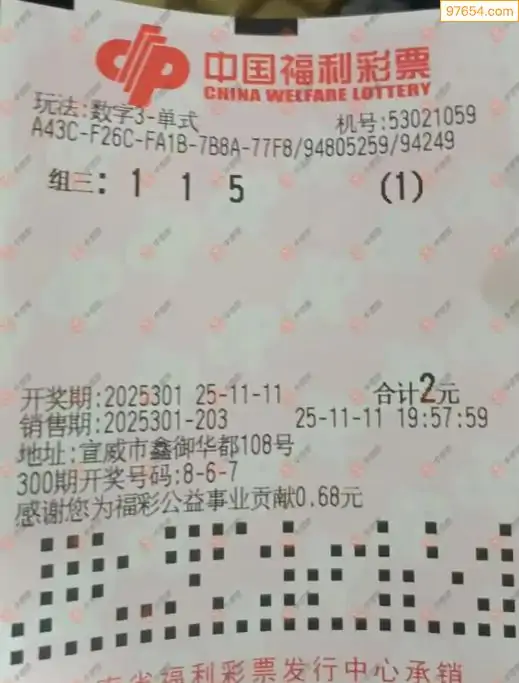 97654.com
中国福利彩票
CHINA WELFARE LOTTERY
玩法:数字3-单式 机号:53021059
A43C-F26C-FA1B-7B8A-77F8/94805259/94249
组三: 1 1 5 (1)
开奖期:2025301 25-11-11 合计2元
销售期:2025301-203 25-11-11 19:57:59
地址:宣威市鑫御华都108号
300期开奖号码:8-6-7
感谢您为福彩公益事业贡献0.68元
南省福利彩票发行中心承销